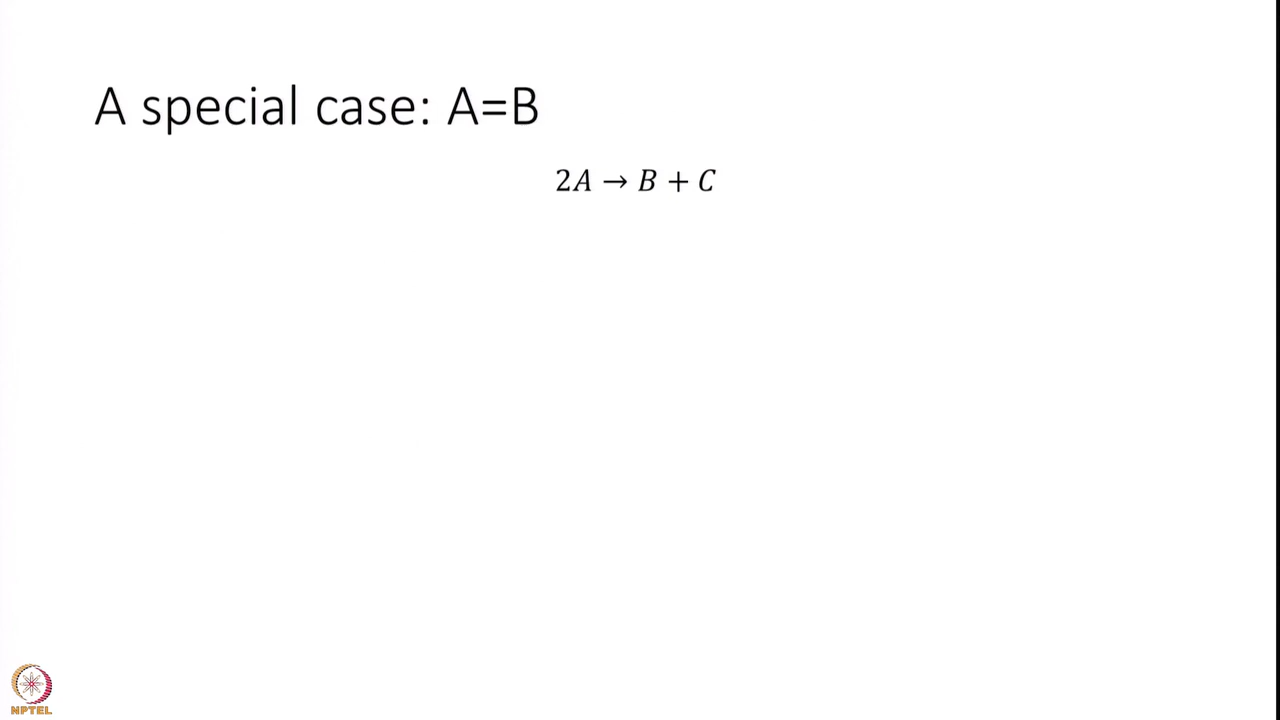 A special case: A=B
2A → B + C
NPTEL